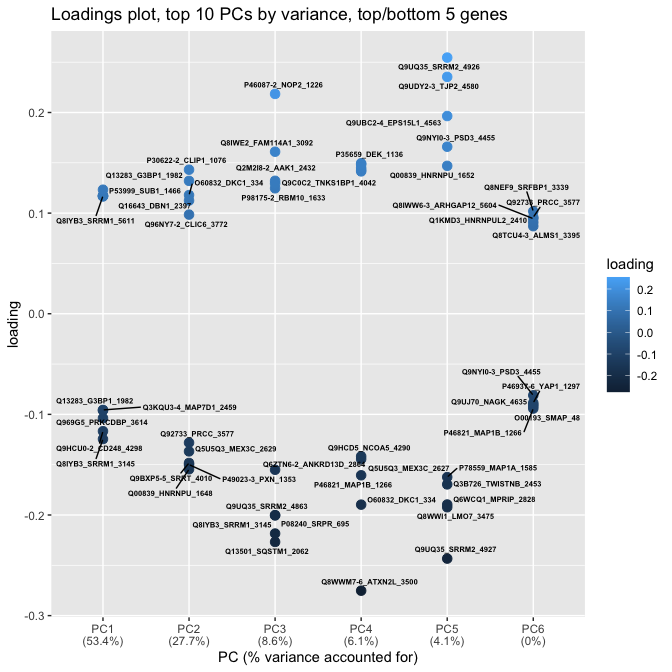 Loadings plot, top 10 PCs by variance, top/bottom 5 genes
Q9UQ35_SRRM2_4926
P46087-2_NOP2_1226
Q9UDY2-3_TJP2_4580
Q9UBC2-4_EPS15L1_4563
Q8IWE2_FAM114A1_3092
Q9NYI0-3_PSD3_4455
P30622-2_CLIP1_1076
P35659_DEK_1136
Q13283_G3BP1_1982
Q2M2I8-2_AAK1_2432
Q00839_HNRNPU_1652
O60832_DKC1_334
Q9C0C2_TNKS1BP1_4042
P53999_SUB1_1466
Q8NEF9_SRFBP1_3339
P98175-2_RBM10_1633
Q16643_DBN1_2397
Q8IWW6-3_ARHGAP12_5604
Q92733_PRCC_3577
Q8IYB3_SRRM1_5611
Q96NY7-2_CLIC6_3772
Q1KMD3_HNRNPUL2_2410
Q8TCU4-3_ALMS1_3395
Q9NYI0-3_PSD3_4455
P46937-6_YAP1_1297
Q13283_G3BP1_1982
Q3KQU3-4_MAP7D1_2459
Q9UJ70_NAGK_4635
Q969G5_PRKCDBP_3614
O00193_SMAP_48
Q92733_PRCC_3577
P46821_MAP1B_1266
Q9HCU0-2_CD248_4298
Q5U5Q3_MEX3C_2629
Q9HCD5_NCOA5_4290
Q8IYB3_SRRM1_3145
Q6ZTN6-2_ANKRD13D_2864
Q5U5Q3_MEX3C_2627
P78559_MAP1A_1585
Q9BXP5-5_SRRT_4010
P49023-3_PXN_1353
P46821_MAP1B_1266
Q3B726_TWISTNB_2453
Q00839_HNRNPU_1648
O60832_DKC1_334
Q6WCQ1_MPRIP_2828
Q9UQ35_SRRM2_4863
Q8WWI1_LMO7_3475
Q8IYB3_SRRM1_3145
P08240_SRPR_695
Q13501_SQSTM1_2062
Q9UQ35_SRRM2_4927
Q8WWM7-6_ATXN2L_3500
loading
0.2
0.1
0.0
-0.1
-0.2
-0.3
PC1 PC2 PC3 PC4 PC5 PC6
(53.4%) (27.7%) (8.6%) (6.1%) (4.1%) (0%)
PC (% variance accounted for)
loading
0.2
0.1
0.0
-0.1
-0.2